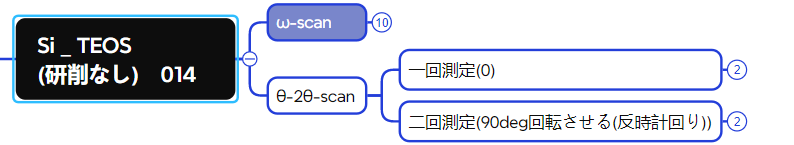 Si _ TEOS
(研削なし)　014
ω-scan
10
θ-2θ-scan
一回測定(0)
2
二回測定(90deg回転させる(反時計回り))
2